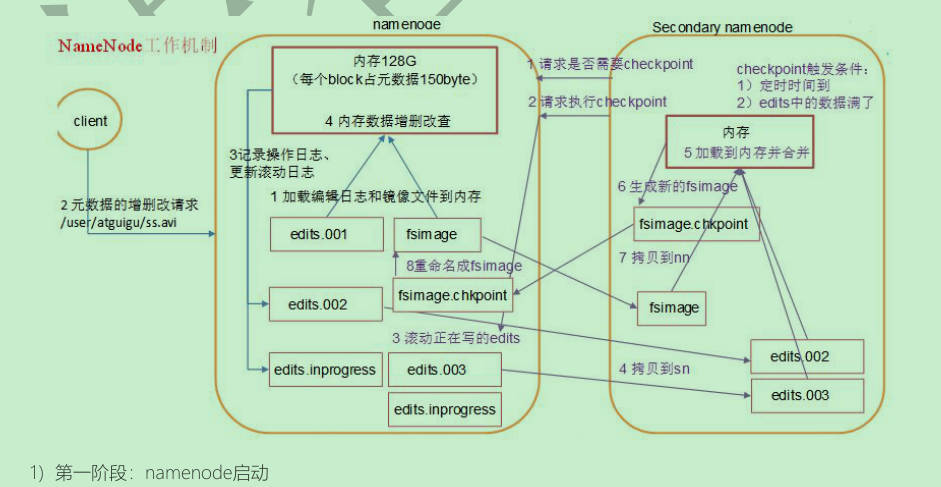 namenode
Secondary namenode
NameNode工作机制
内存128G
（每个block占元数据150byte）
4 内存数据增删改查
1 请求是否需要checkpoint
2 请求执行checkpoint
checkpoint触发条件：
1）定时时间到
2）edits中的数据满了
client
内存
5 加载到内存并合并
3记录操作日志、
更新滚动日志
1 加载编辑日志和镜像文件到内存
6 生成新的fsimage
2 元数据的增删改请求
/user/atguigu/ss.avi
edits.001
fsimage
fsimage.chkpoint
8重命名成fsimage
7 拷贝到nn
edits.002
fsimage.chkpoint
fsimage
3 滚动正在写的edits
edits.002
edits.inprogress
edits.003
4 拷贝到sn
edits.003
edits.inprogress
1) 第一阶段：namenode启动